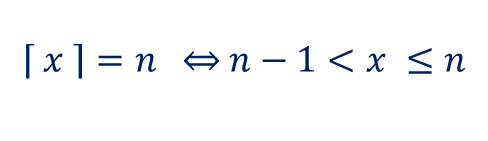 ⌈ x ⌉ = n ⇔ n − 1 < x ≤ n